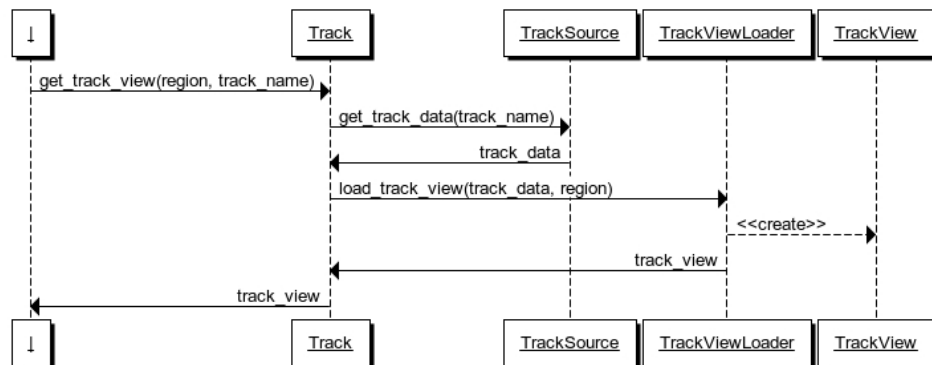 Track TrackSource TrackViewLoader TrackView
get_track_view(region, track_name)
get_track_data(track_name)
track_data
load_track_view(track_data, region)
<<create>>
track_view
track_view
Track TrackSource TrackViewLoader TrackView